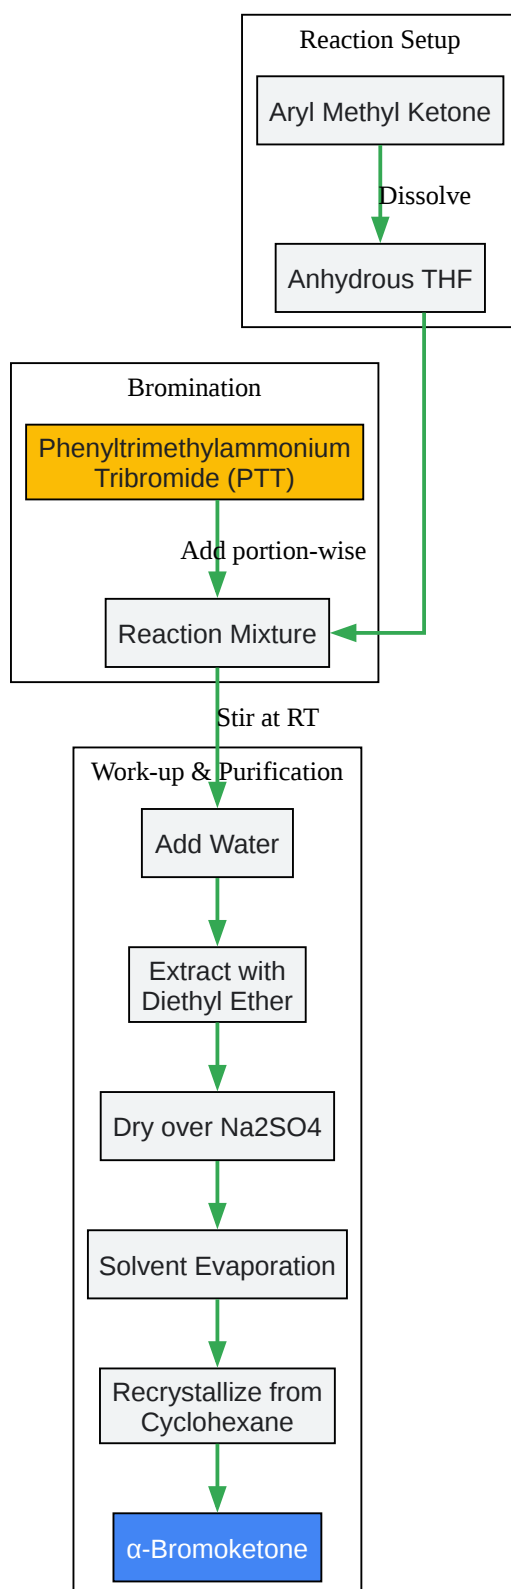 Reaction Setup
Aryl Methyl Ketone
Dissolve
Anhydrous THF
Bromination
Phenyltrimethylammonium
Tribromide (PTT)
Add portion-wise
Reaction Mixture
Stir at RT
Work-up & Purification
Add Water
Extract with
Diethyl Ether
Dry over Na2SO4
Solvent Evaporation
Recrystallize from
Cyclohexane
α-Bromoketone